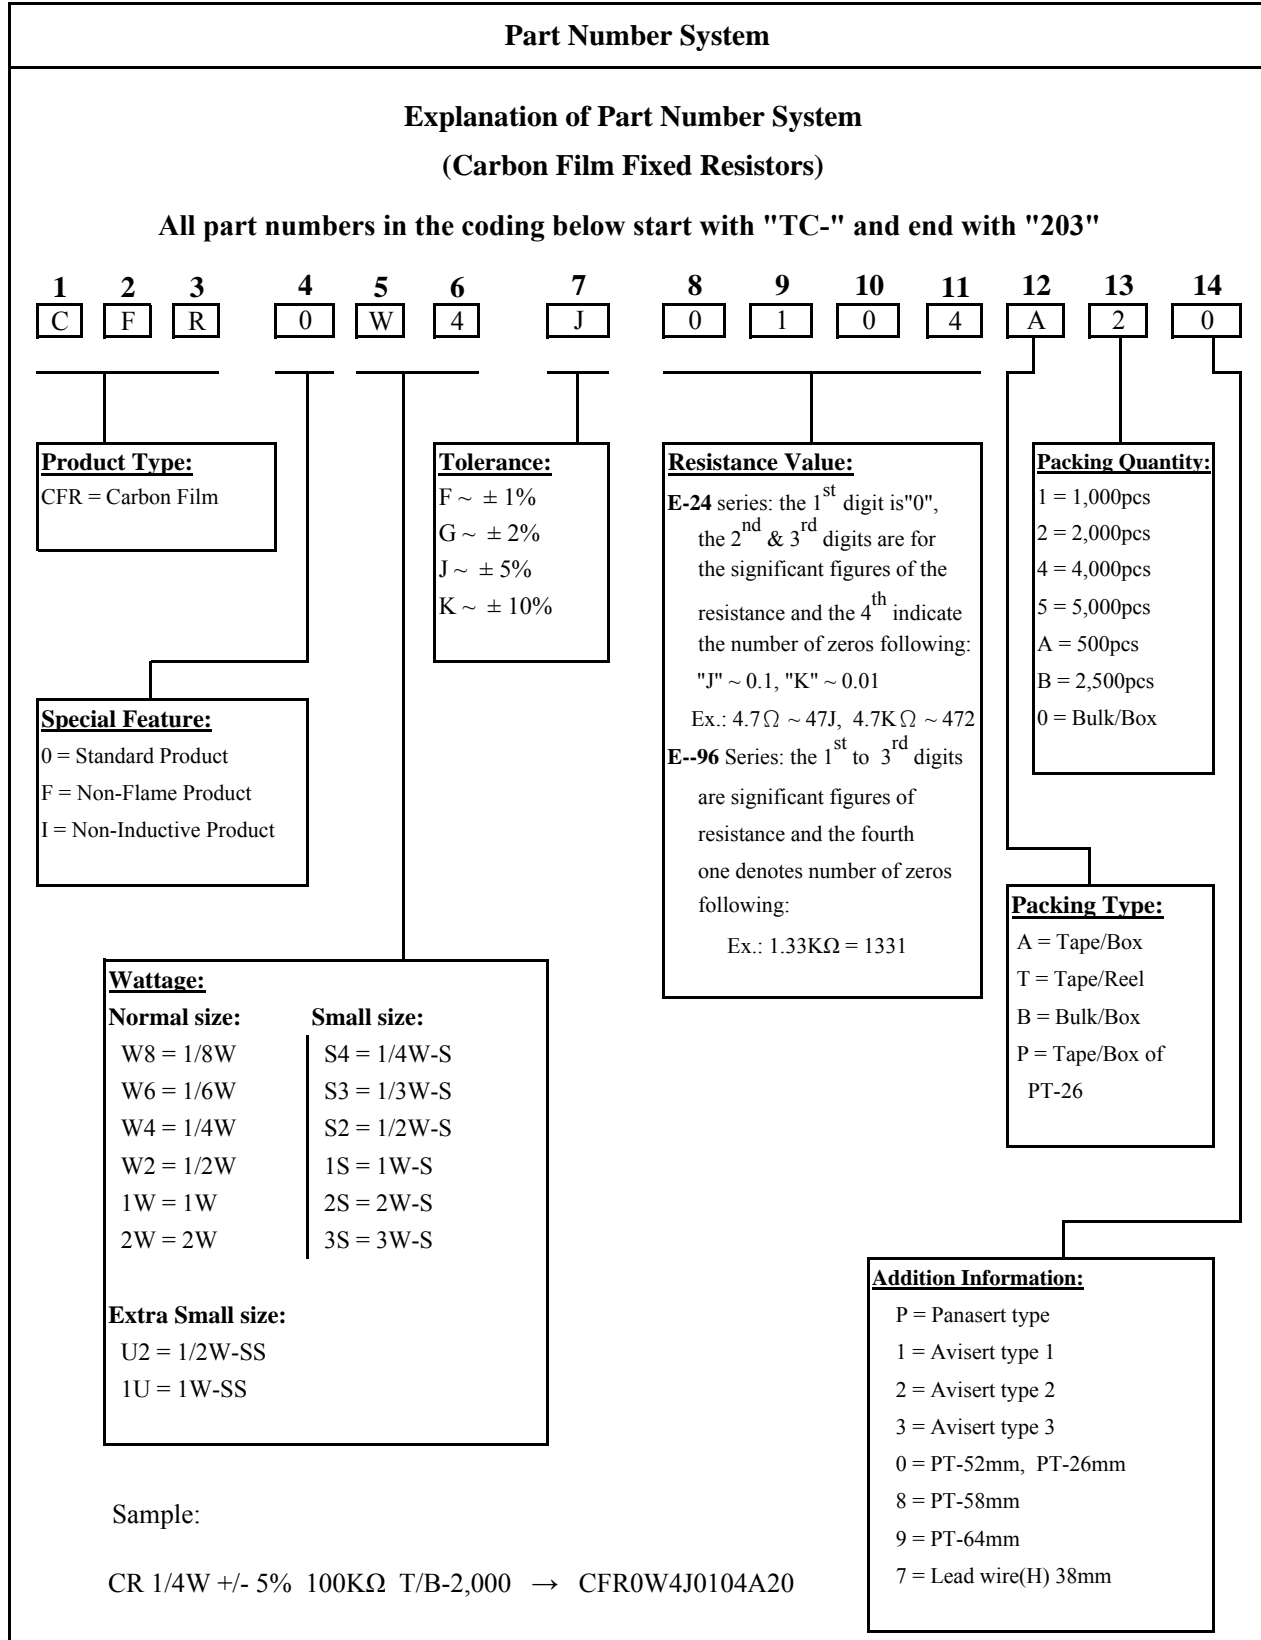 Part Number System
Explanation of Part Number System
(Carbon Film Fixed Resistors)
All part numbers in the coding below start with "TC-" and end with "203"
1 2 3 4 5 6 7 8 9 10 11 12 13 14
C F R 0 W 4 J 0 1 0 4 A 2 0
Product Type:
CFR = Carbon Film
Tolerance:
F ~ ± 1%
G ~ ± 2%
J ~ ± 5%
K ~ ± 10%
Resistance Value:
E-24 series: the 1st digit is"0",
the 2nd & 3rd digits are for
the significant figures of the
resistance and the 4th indicate
the number of zeros following:
"J" ~ 0.1, "K" ~ 0.01
Ex.: 4.7Ω ~ 47J, 4.7KΩ ~ 472
E--96 Series: the 1st to 3rd digits
are significant figures of
resistance and the fourth
one denotes number of zeros
following:
Ex.: 1.33KΩ = 1331
Packing Quantity:
1 = 1,000pcs
2 = 2,000pcs
4 = 4,000pcs
5 = 5,000pcs
A = 500pcs
B = 2,500pcs
0 = Bulk/Box
Special Feature:
0 = Standard Product
F = Non-Flame Product
I = Non-Inductive Product
Packing Type:
A = Tape/Box
T = Tape/Reel
B = Bulk/Box
P = Tape/Box of
PT-26
Wattage:
Normal size: Small size:
W8 = 1/8W S4 = 1/4W-S
W6 = 1/6W S3 = 1/3W-S
W4 = 1/4W S2 = 1/2W-S
W2 = 1/2W 1S = 1W-S
1W = 1W 2S = 2W-S
2W = 2W 3S = 3W-S
Extra Small size:
U2 = 1/2W-SS
1U = 1W-SS
Addition Information:
P = Panasert type
1 = Avisert type 1
2 = Avisert type 2
3 = Avisert type 3
0 = PT-52mm, PT-26mm
8 = PT-58mm
9 = PT-64mm
7 = Lead wire(H) 38mm
Sample:
CR 1/4W +/- 5% 100KΩ T/B-2,000 → CFR0W4J0104A20